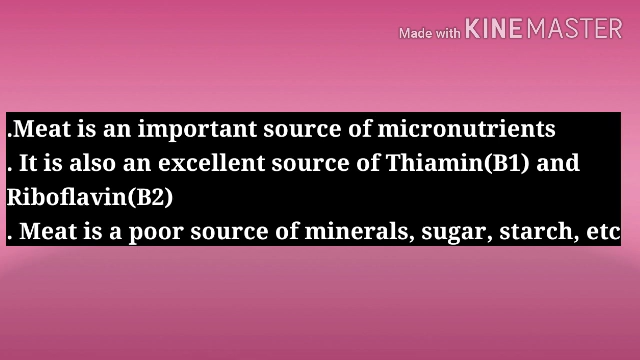 Made with KINEMASTER
.Meat is an important source of micronutrients
. It is also an excellent source of Thiamin(B1) and
Riboflavin(B2)
. Meat is a poor source of minerals, sugar, starch, etc